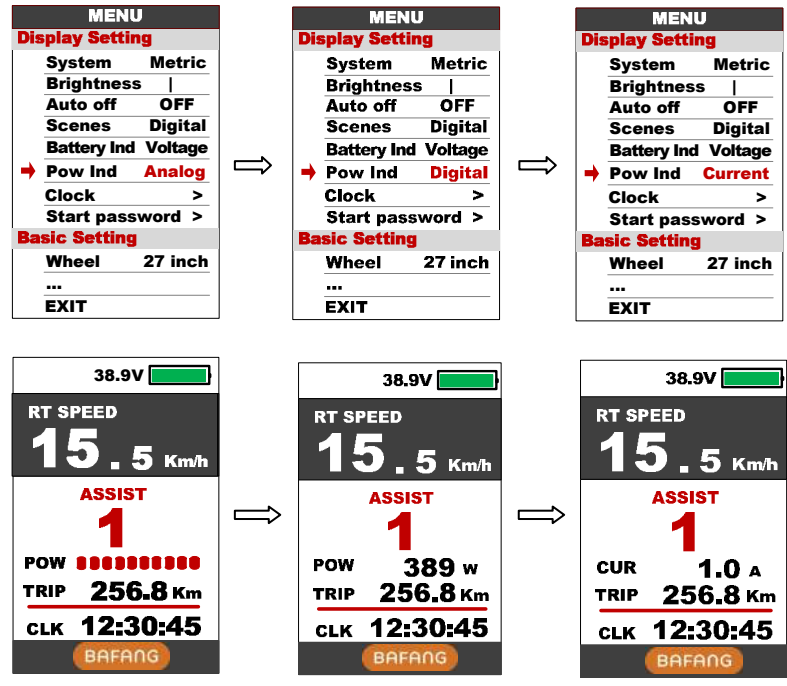 MENU
Display Setting
System Metric
Brightness |
Auto off OFF
Scenes Digital
Battery Ind Voltage
Pow Ind Analog
Clock >
Start password >
Basic Setting
Wheel 27 inch
...
EXIT
MENU
Display Setting
System Metric
Brightness |
Auto off OFF
Scenes Digital
Battery Ind Voltage
Pow Ind Digital
Clock >
Start password >
Basic Setting
Wheel 27 inch
...
EXIT
MENU
Display Setting
System Metric
Brightness |
Auto off OFF
Scenes Digital
Battery Ind Voltage
Pow Ind Current
Clock >
Start password >
Basic Setting
Wheel 27 inch
...
EXIT
38.9V
RT SPEED
15.5 Km/h
ASSIST
1
POW
TRIP 256.8 Km
CLK 12:30:45
BAFANG
38.9V
RT SPEED
15.5 Km/h
ASSIST
1
POW 389 W
TRIP 256.8 Km
CLK 12:30:45
BAFANG
38.9V
RT SPEED
15.5 Km/h
ASSIST
1
CUR 1.0 A
TRIP 256.8 Km
CLK 12:30:45
BAFANG